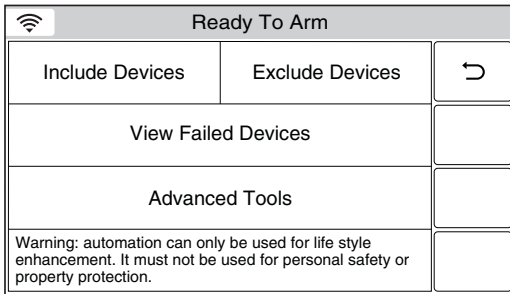 Ready To Arm
Include Devices
Exclude Devices
View Failed Devices
Advanced Tools
Warning: automation can only be used for life style
enhancement. It must not be used for personal safety or
property protection.